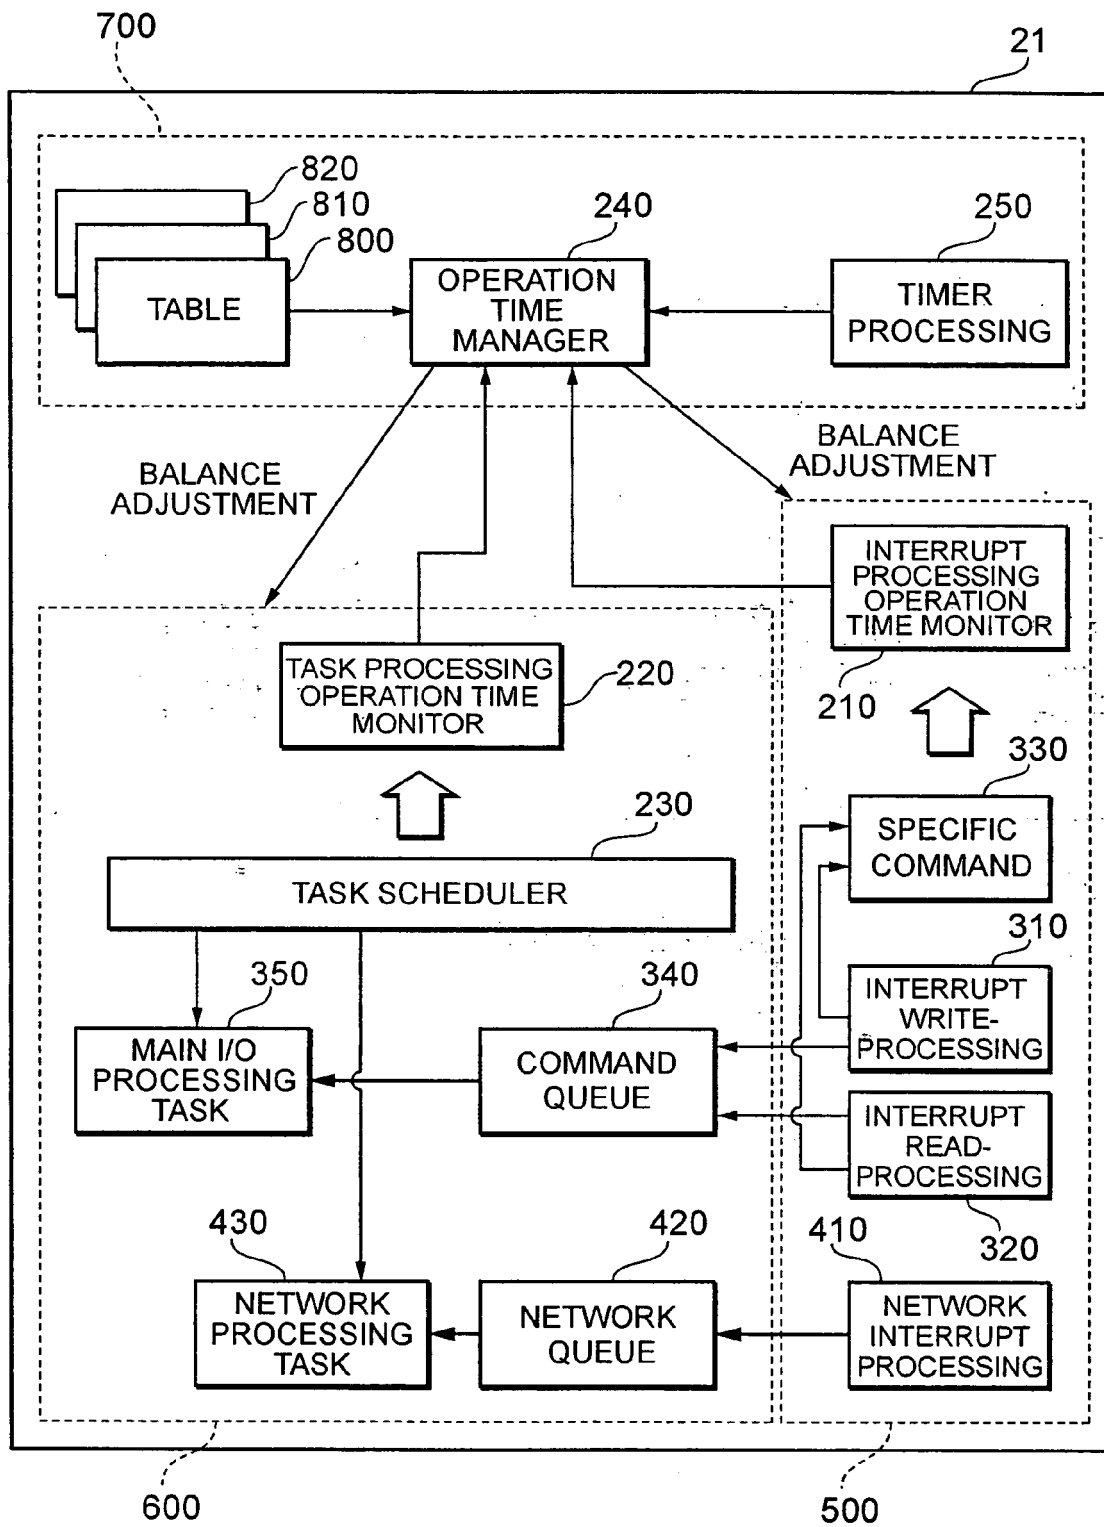 700
21
820
810
800
240
250
TABLE
OPERATION
TIME
MANAGER
TIMER
PROCESSING
BALANCE
ADJUSTMENT
BALANCE
ADJUSTMENT
INTERRUPT
PROCESSING
OPERATION
TIME MONITOR
210
TASK PROCESSING
OPERATION TIME
MONITOR
220
330
SPECIFIC
COMMAND
230
TASK SCHEDULER
310
INTERRUPT
WRITE-
PROCESSING
350
340
MAIN I/O
PROCESSING
TASK
COMMAND
QUEUE
INTERRUPT
READ-
PROCESSING
320
430
420
410
NETWORK
PROCESSING
TASK
NETWORK
QUEUE
NETWORK
INTERRUPT
PROCESSING
600
500